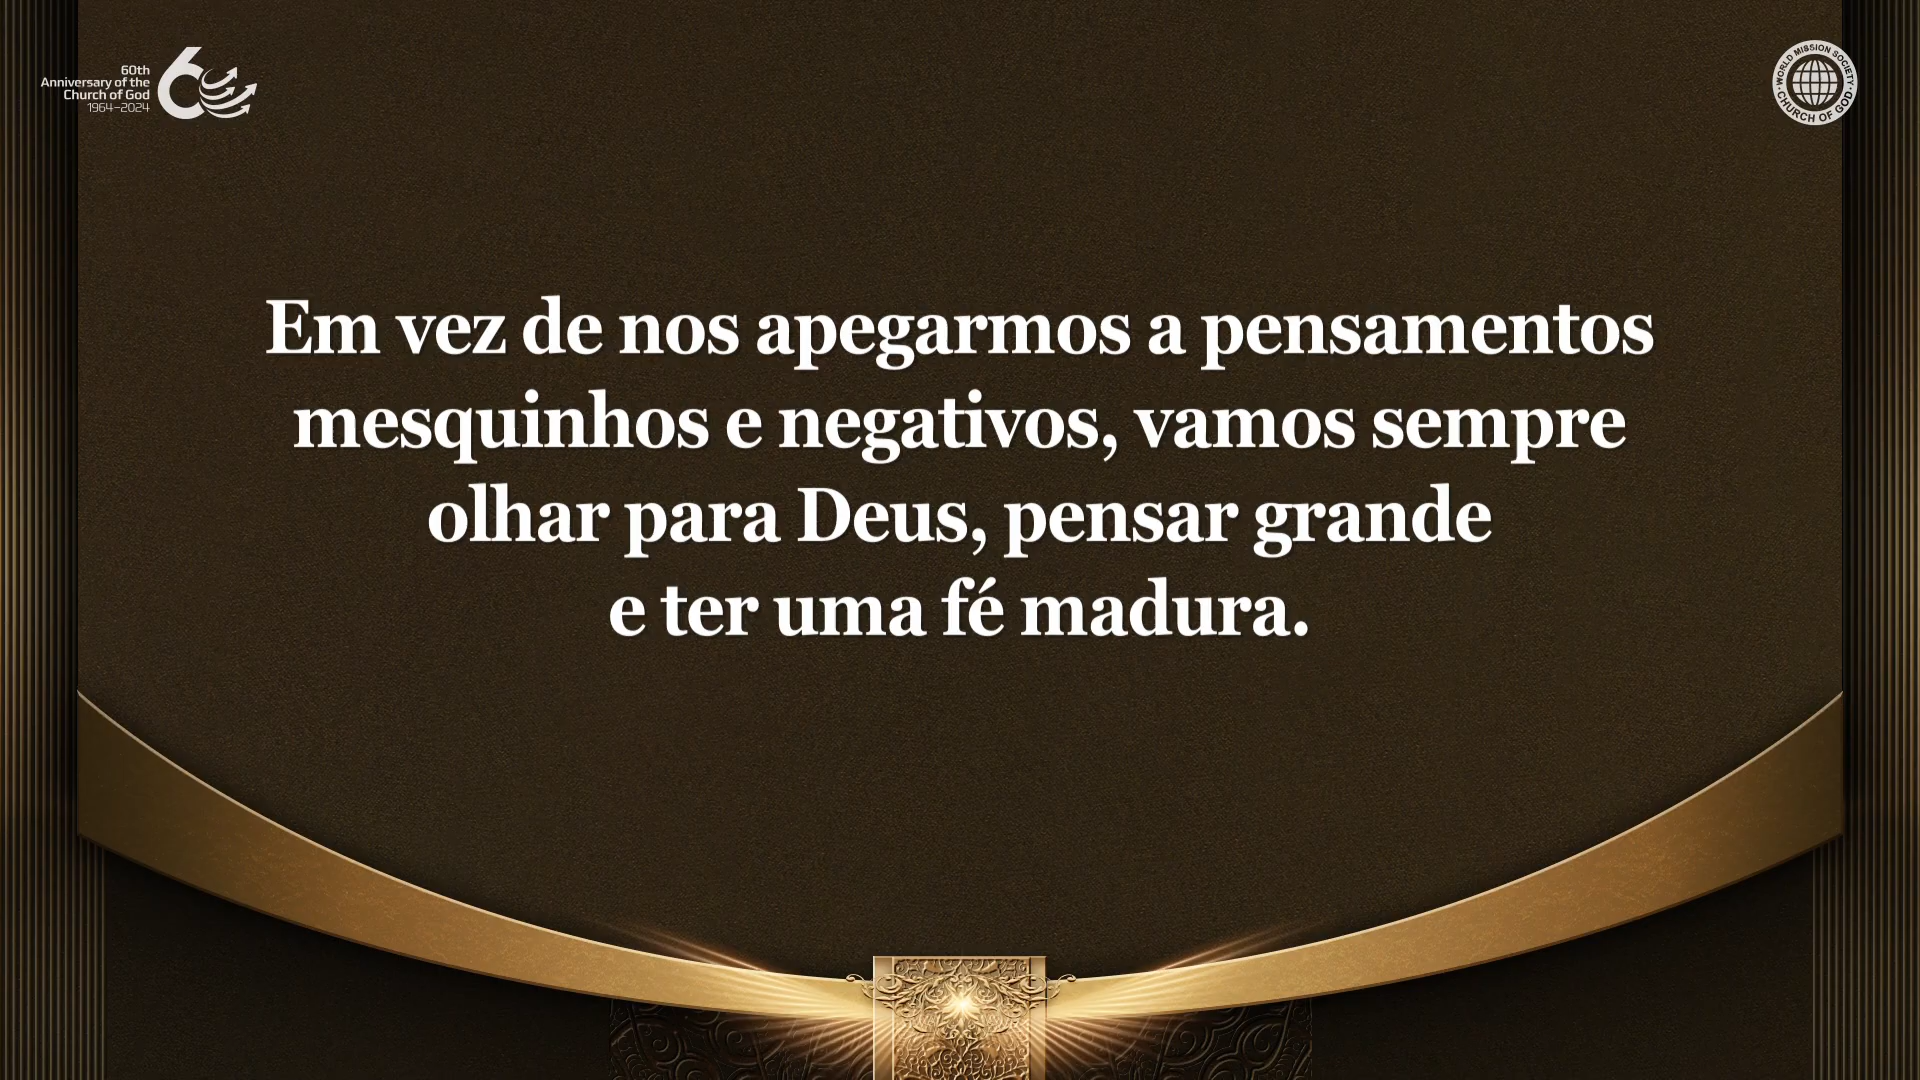 60th
Anniversary of the
Church of God
1964–2024
WORLD MISSION SOCIETY
CHURCH OF GOD
Em vez de nos apegarmos a pensamentos
mesquinhos e negativos, vamos sempre
olhar para Deus, pensar grande
e ter uma fé madura.